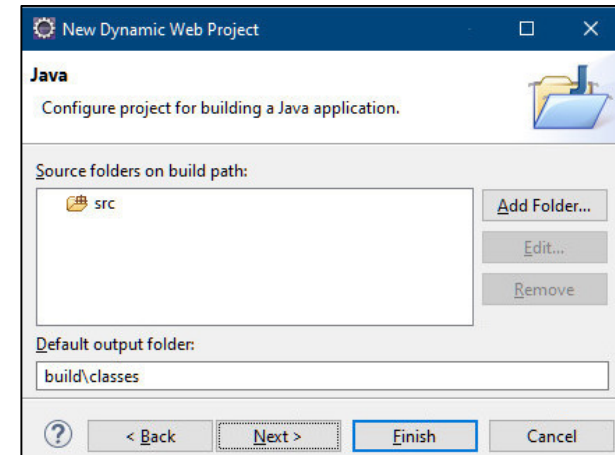 New Dynamic Web Project
Java
Configure project for building a Java application.
Source folders on build path:
src
Add Folder...
Edit...
Remove
Default output folder:
build\classes
? < Back Next > Finish Cancel